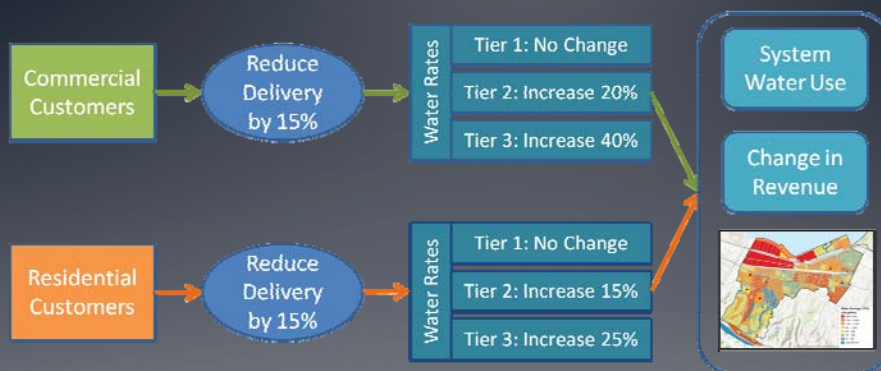 Commercial
Customers
Reduce
Delivery
by 15%
Water Rates
Tier 1: No Change
Tier 2: Increase 20%
Tier 3: Increase 40%
Residential
Customers
Reduce
Delivery
by 15%
Water Rates
Tier 1: No Change
Tier 2: Increase 15%
Tier 3: Increase 25%
System
Water Use
Change in
Revenue